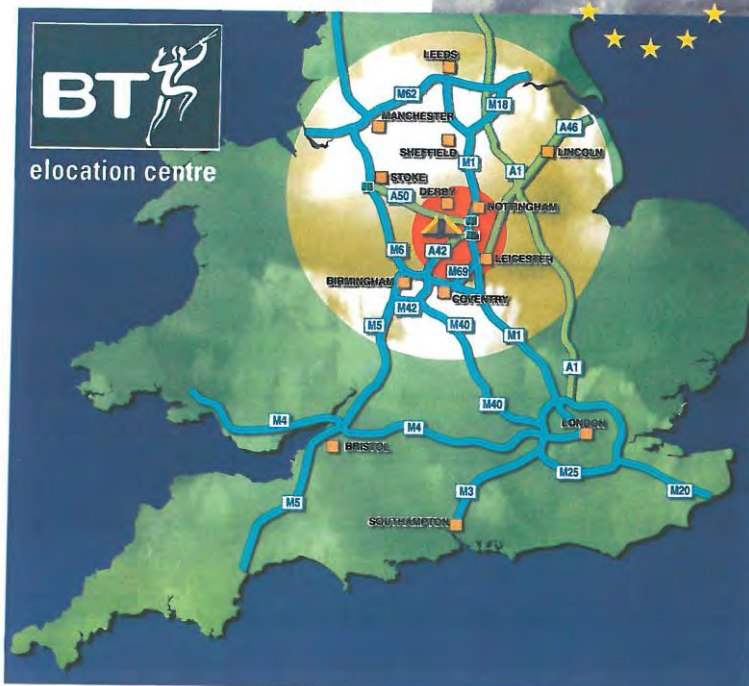 BT
elocation centre
LEEDS
M62
M18
MANCHESTER
A46
SHEFFIELD
M1
LINCOLN
A1
STOKE
A50
DERBY
NOTTINGHAM
M6
A42
LEICESTER
M69
BIRMINGHAM
COVENTRY
M42
M5
M40
M1
A1
M40
M4
M4
LONDON
BRISTOL
M25
M3
M20
M5
SOUTHAMPTON